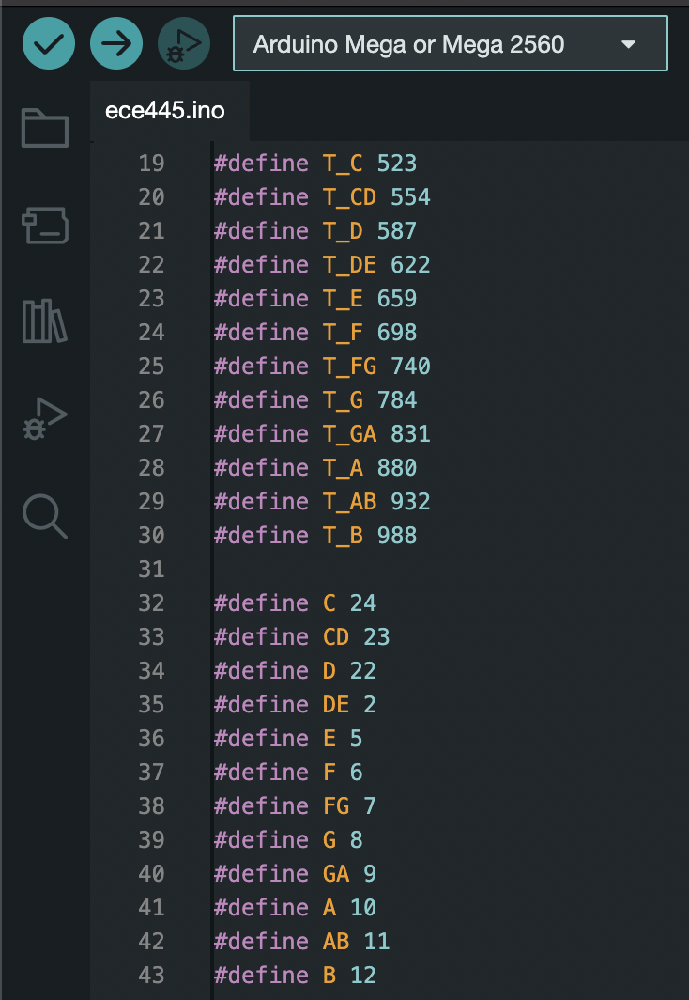 Arduino Mega or Mega 2560
ece445.ino
19 #define T_C 523
20 #define T_CD 554
21 #define T_D 587
22 #define T_DE 622
23 #define T_E 659
24 #define T_F 698
25 #define T_FG 740
26 #define T_G 784
27 #define T_GA 831
28 #define T_A 880
29 #define T_AB 932
30 #define T_B 988
31
32 #define C 24
33 #define CD 23
34 #define D 22
35 #define DE 2
36 #define E 5
37 #define F 6
38 #define FG 7
39 #define G 8
40 #define GA 9
41 #define A 10
42 #define AB 11
43 #define B 12